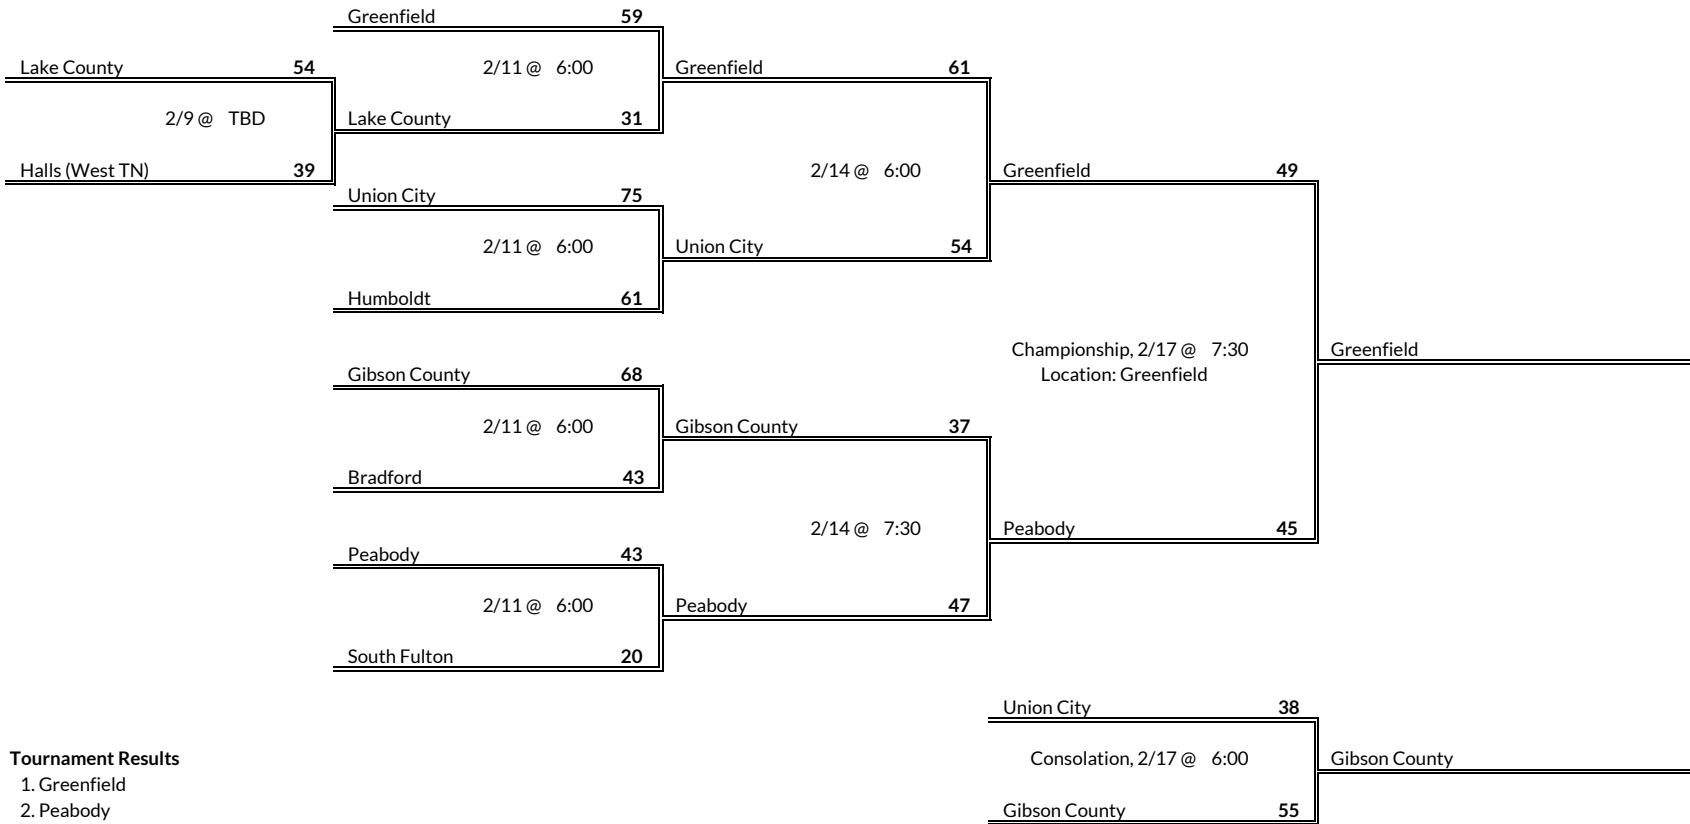 Greenfield 59
Lake County 54 2/11 @ 6:00 Greenfield 61
2/9 @ TBD Lake County 31
Halls (West TN) 39 2/14 @ 6:00 Greenfield 49
Union City 75
2/11 @ 6:00 Union City 54
Humboldt 61
Championship, 2/17 @ 7:30 Greenfield
Gibson County 68 Location: Greenfield
2/11 @ 6:00 Gibson County 37
Bradford 43
2/14 @ 7:30 Peabody 45
Peabody 43
2/11 @ 6:00 Peabody 47
South Fulton 20
Union City 38
Tournament Results Consolation, 2/17 @ 6:00 Gibson County
1. Greenfield
2. Peabody Gibson County 55